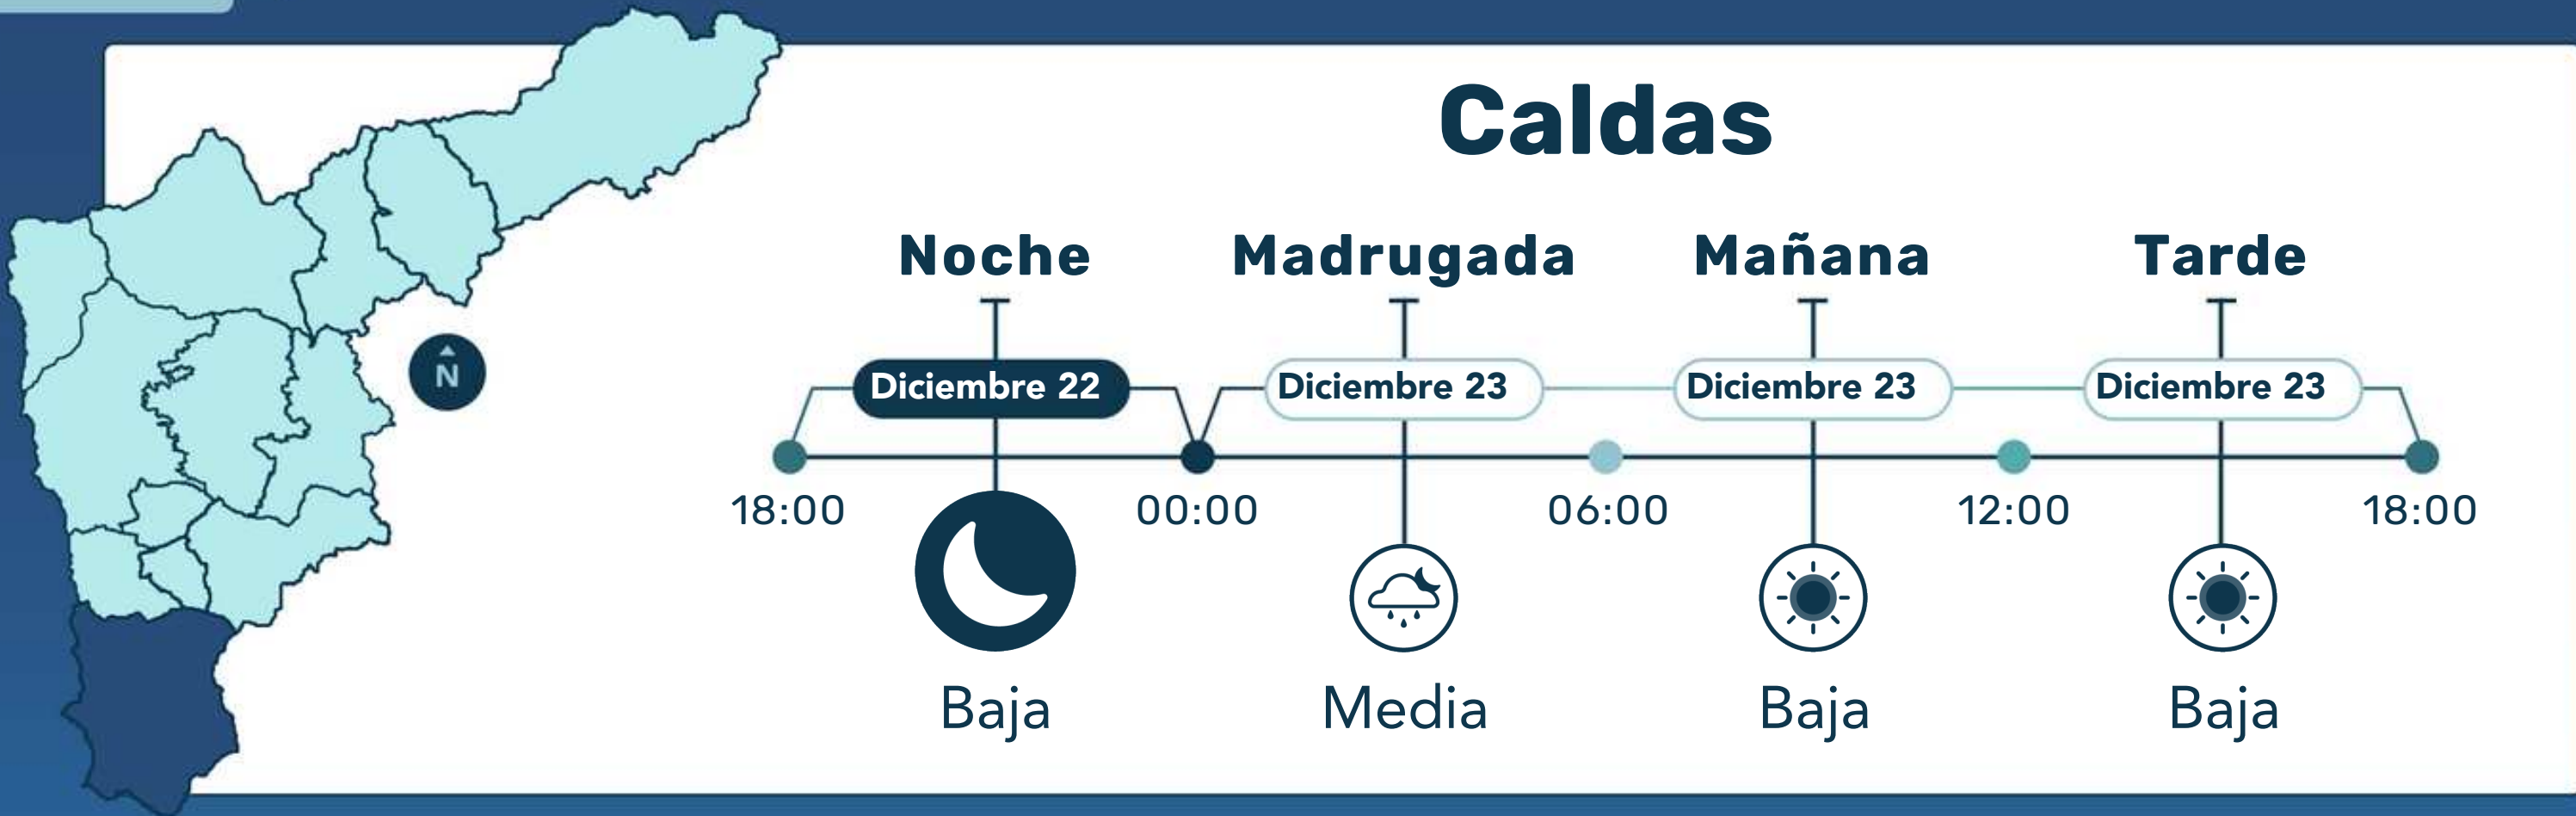 Caldas
Noche Madrugada Mañana Tarde
N
Diciembre 22 Diciembre 23 Diciembre 23 Diciembre 23
18:00 00:00 06:00 12:00 18:00
Baja Media Baja Baja